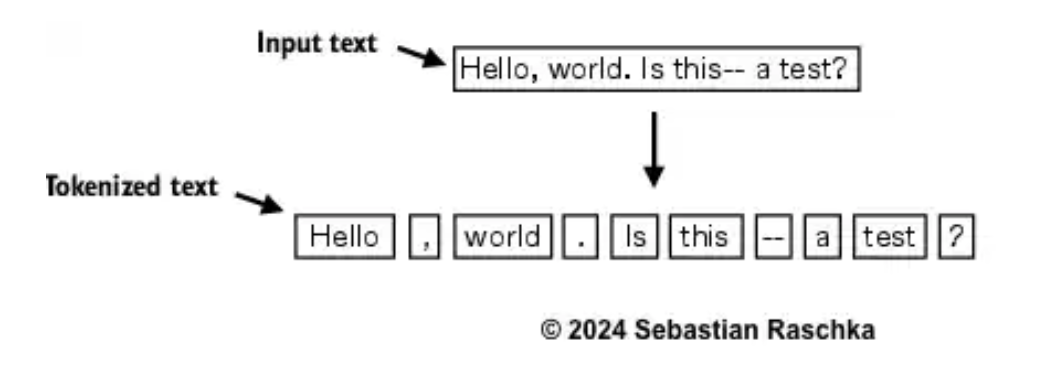 Input text
Hello, world. Is this-- a test?
Tokenized text
Hello , world . Is this -- a test ?
© 2024 Sebastian Raschka